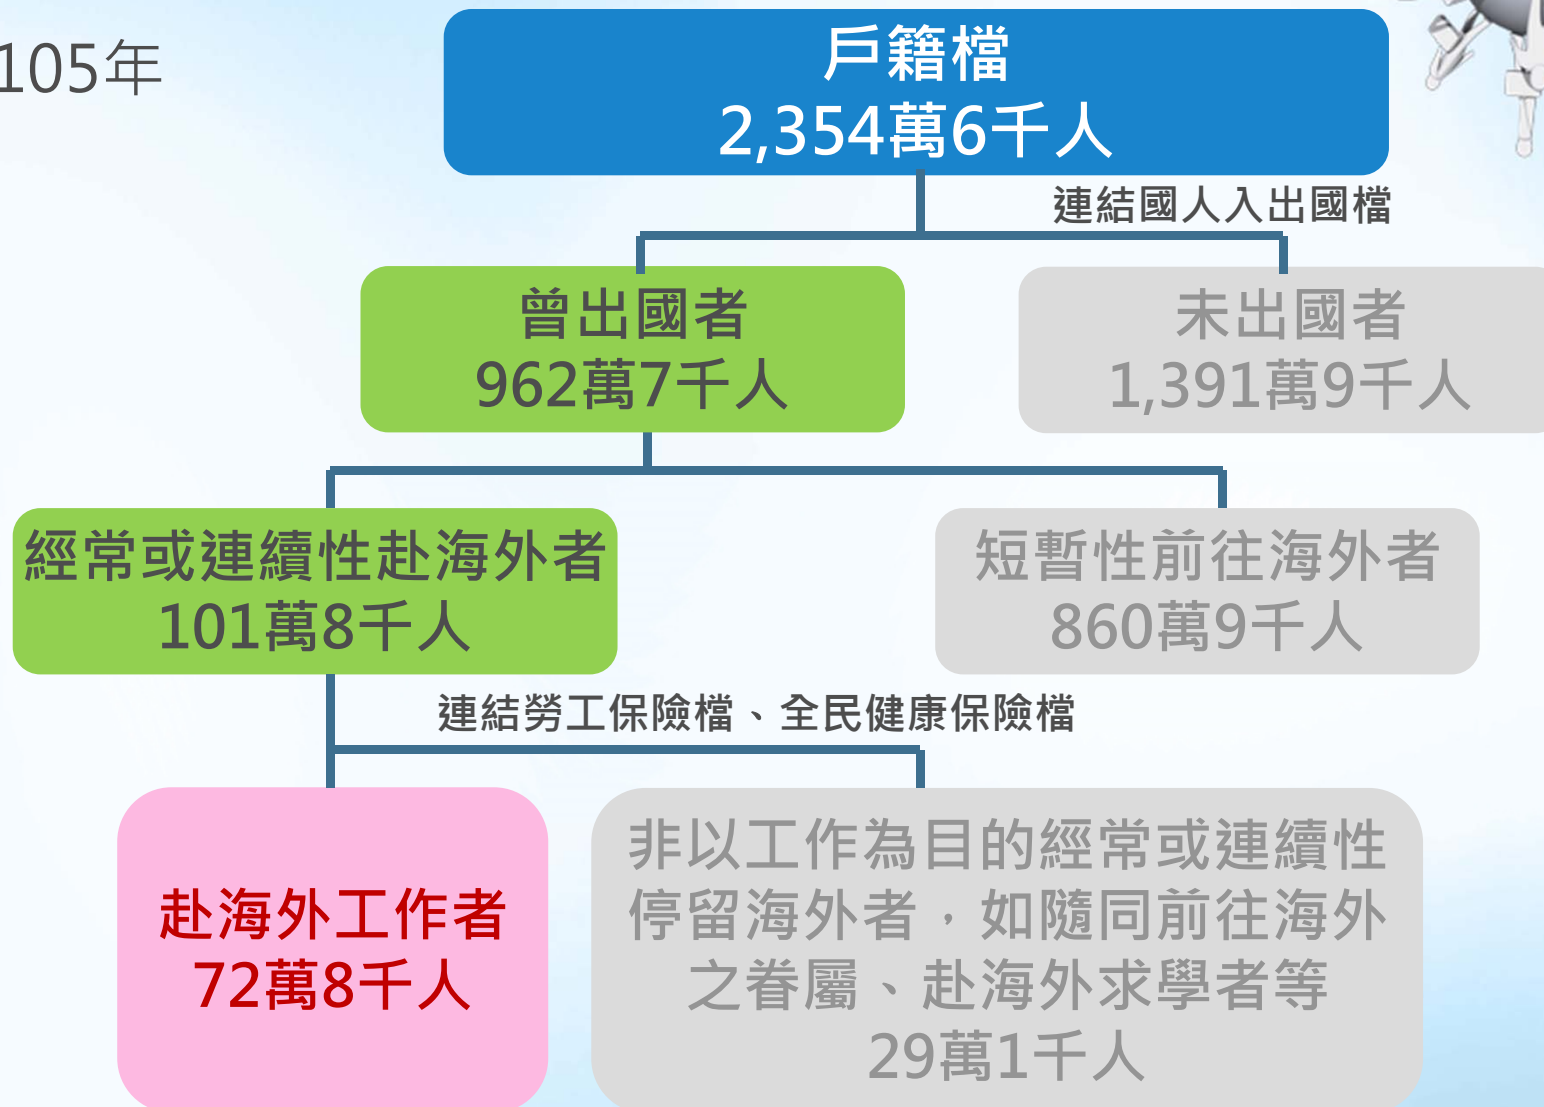 105年
戶籍檔
2,354萬6千人
連結國人入出國檔
曾出國者
962萬7千人
未出國者
1,391萬9千人
經常或連續性赴海外者
101萬8千人
短暫性前往海外者
860萬9千人
連結勞工保險檔、全民健康保險檔
赴海外工作者
72萬8千人
非以工作為目的經常或連續性
停留海外者，如隨同前往海外
之眷屬、赴海外求學者等
29萬1千人